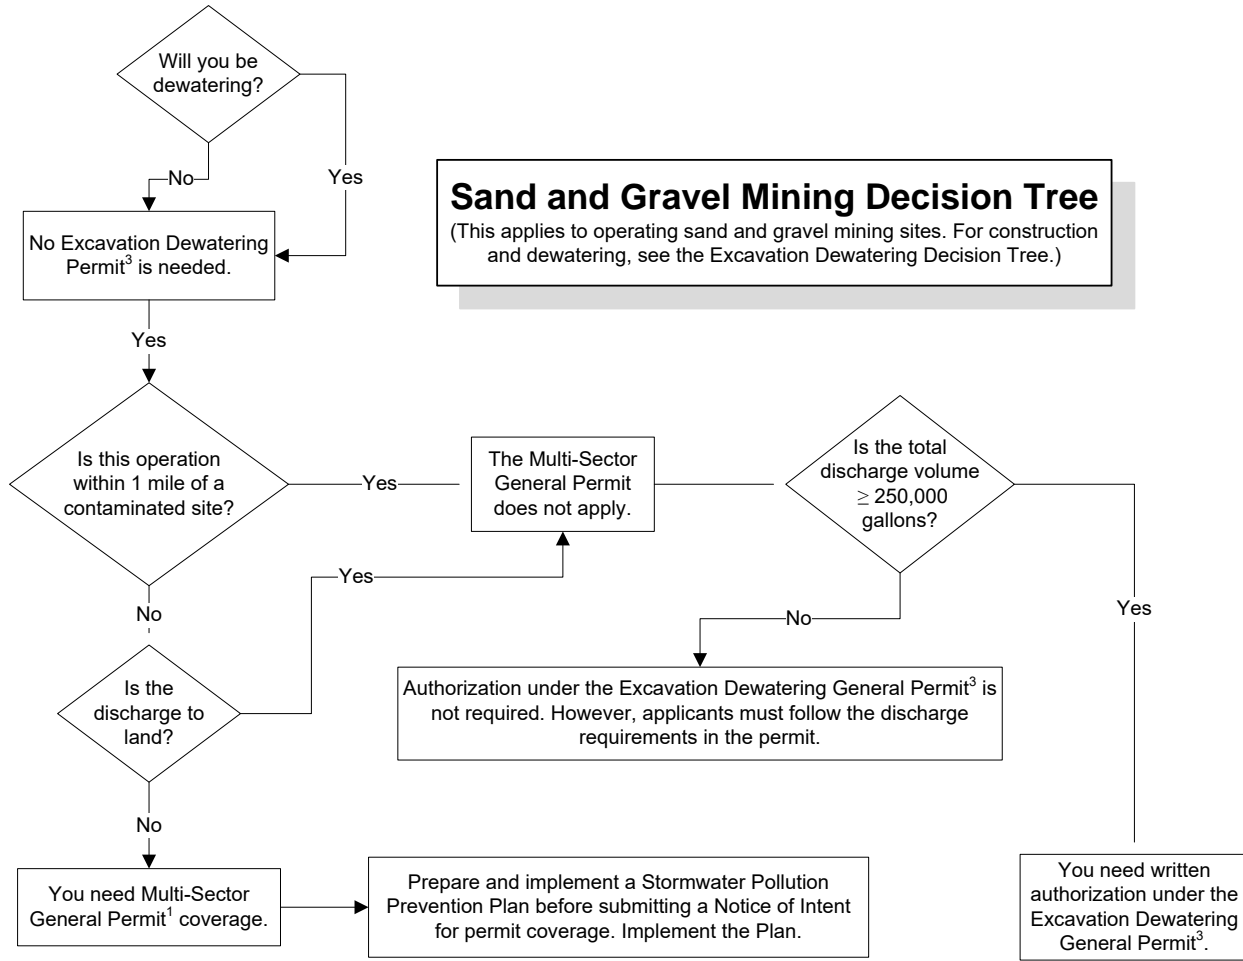 Will you be
dewatering?
No
Yes
Sand and Gravel Mining Decision Tree
(This applies to operating sand and gravel mining sites. For construction
and dewatering, see the Excavation Dewatering Decision Tree.)
No Excavation Dewatering
Permit³ is needed.
Yes
Is this operation
within 1 mile of a
contaminated site?
Yes
The Multi-Sector
General Permit
does not apply.
Is the total
discharge volume
≥ 250,000
gallons?
Yes
No
Yes
No
Is the
discharge to
land?
Authorization under the Excavation Dewatering General Permit³ is
not required. However, applicants must follow the discharge
requirements in the permit.
No
You need Multi-Sector
General Permit¹ coverage.
Prepare and implement a Stormwater Pollution
Prevention Plan before submitting a Notice of Intent
for permit coverage. Implement the Plan.
You need written
authorization under the
Excavation Dewatering
General Permit³.